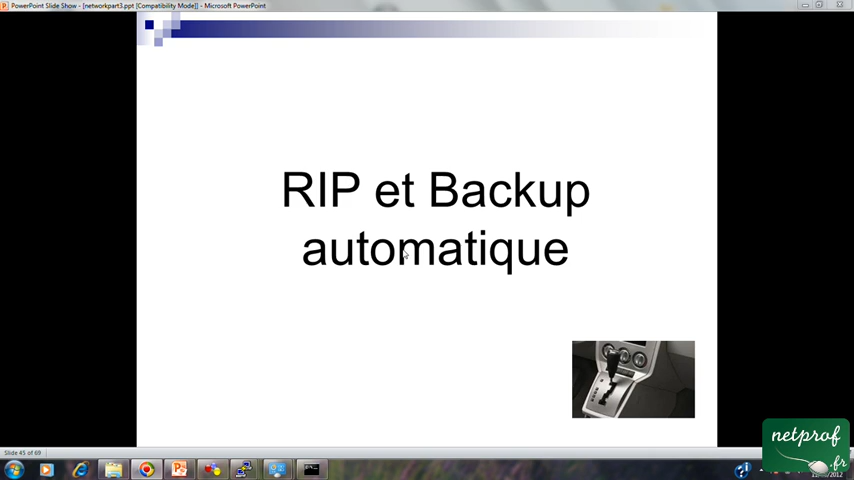 PowerPoint Slide Show - [networkpart3.ppt [Compatibility Mode]] - Microsoft PowerPoint
RIP et Backup
automatique
netprof
.fr
Slide 45 of 69